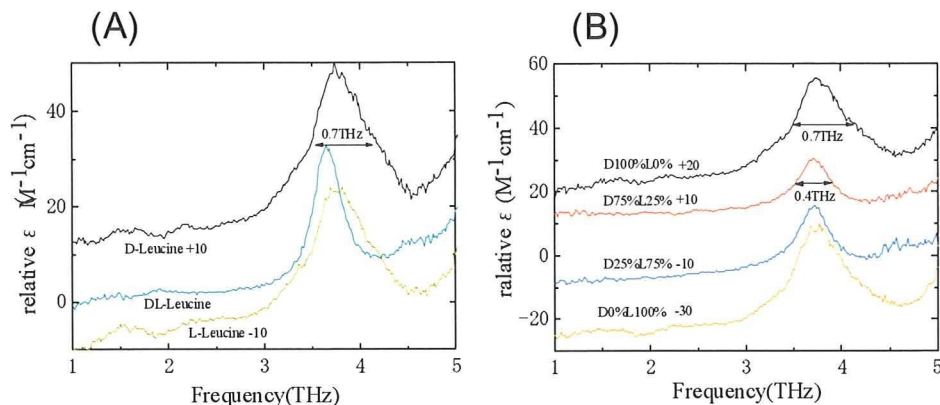 (A)
relative ε (M⁻¹cm⁻¹)
40
20
0
0.7THz
D-Leucine +10
DL-Leucine
L-Leucine -10
1 2 3 4 5
Frequency(THz)
(B)
ralative ε (M⁻¹cm⁻¹)
60
40
20
0
−20
0.7THz
D100%L0% +20
D75%L25% +10
0.4THz
D25%L75% -10
D0%L100% -30
1 2 3 4 5
Frequency(THz)